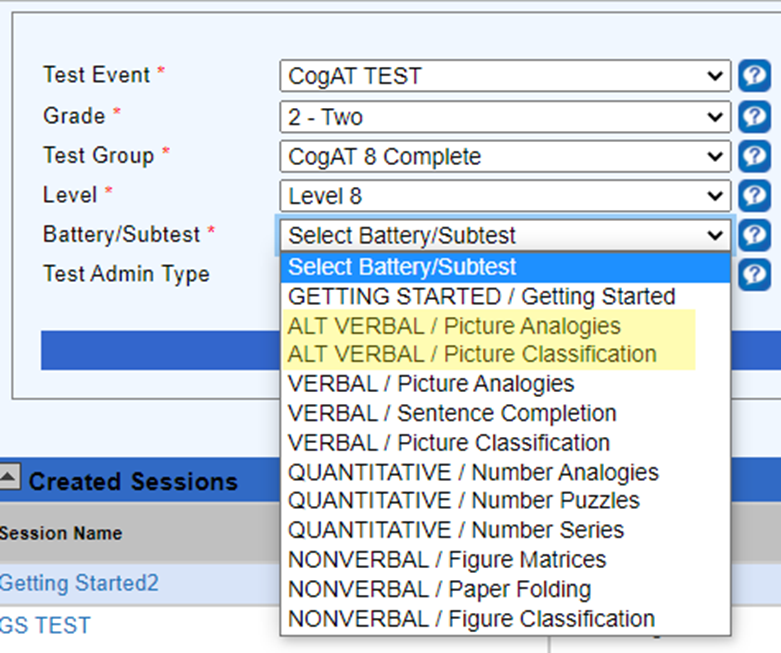 Test Event * CogAT TEST
Grade * 2 - Two
Test Group * CogAT 8 Complete
Level * Level 8
Battery/Subtest * Select Battery/Subtest
Test Admin Type
Select Battery/Subtest
GETTING STARTED / Getting Started
ALT VERBAL / Picture Analogies
ALT VERBAL / Picture Classification
VERBAL / Picture Analogies
VERBAL / Sentence Completion
VERBAL / Picture Classification
QUANTITATIVE / Number Analogies
QUANTITATIVE / Number Puzzles
QUANTITATIVE / Number Series
NONVERBAL / Figure Matrices
NONVERBAL / Paper Folding
NONVERBAL / Figure Classification
Created Sessions
Session Name
Getting Started2
GS TEST